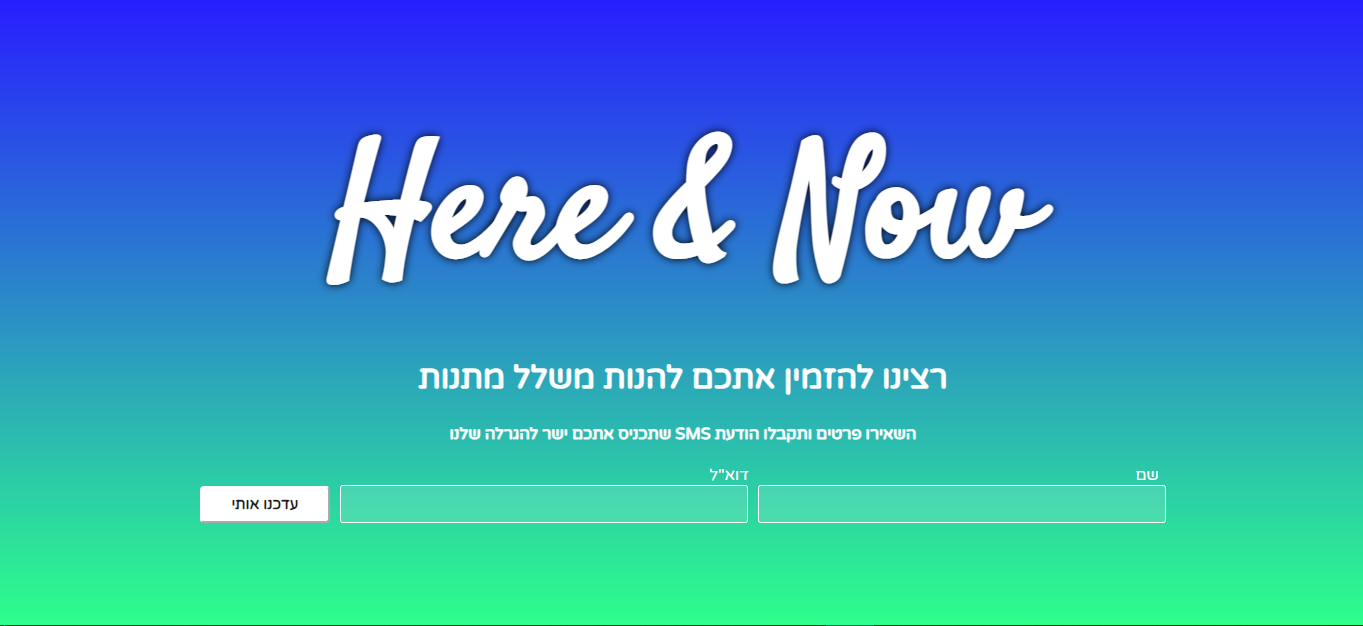 Here & Now
רצינו להזמין אתכם להנות משלל מתנות
השאירו פרטים ותקבלו הודעת SMS שתכניס אתכם ישר להגרלה שלנו
שם
דוא"ל
עדכנו אותי